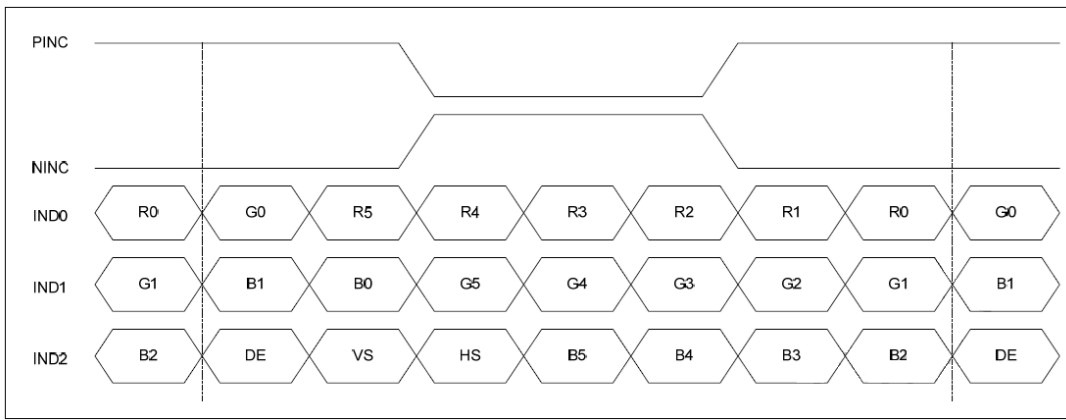 PINC
NINC
IND0 R0 G0 R5 R4 R3 R2 R1 R0 G0
IND1 G1 B1 B0 G5 G4 G3 G2 G1 B1
IND2 B2 DE VS HS B5 B4 B3 B2 DE